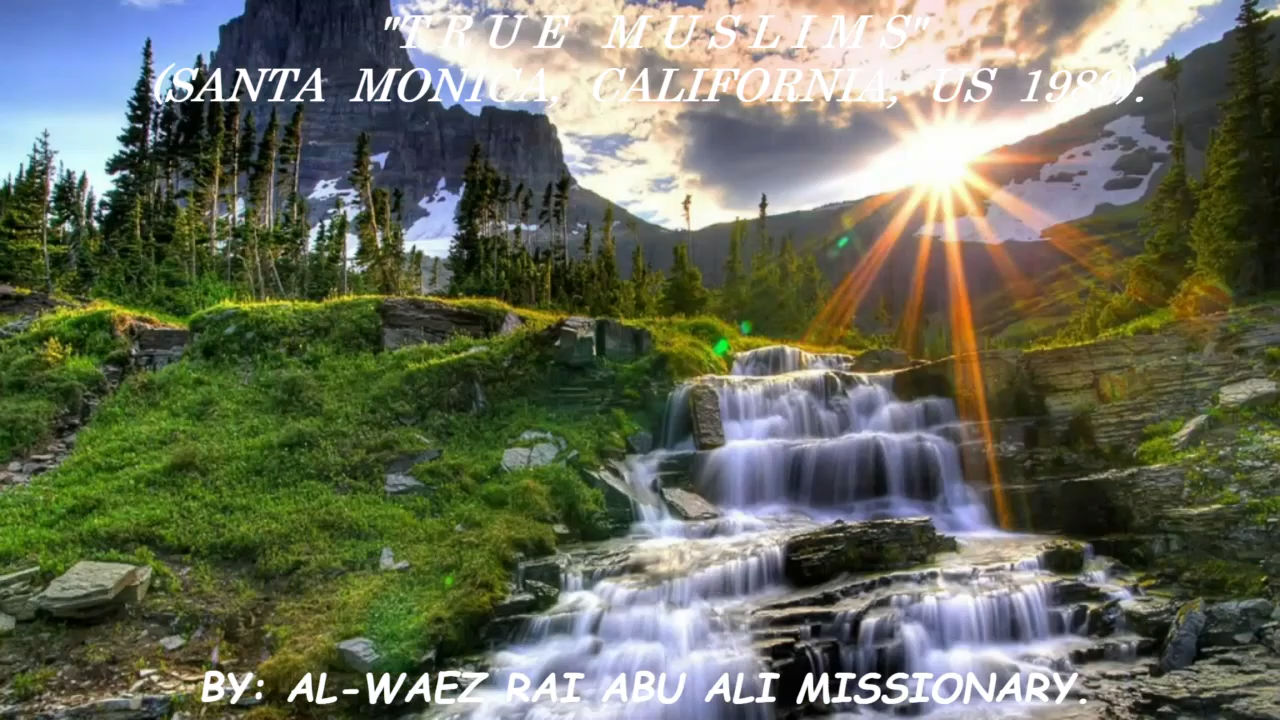 "T R U E M U S L I M S"
(SANTA MONICA, CALIFORNIA, US
BY: AL-WAEZ RAI ABU ALI MISSIONARY.